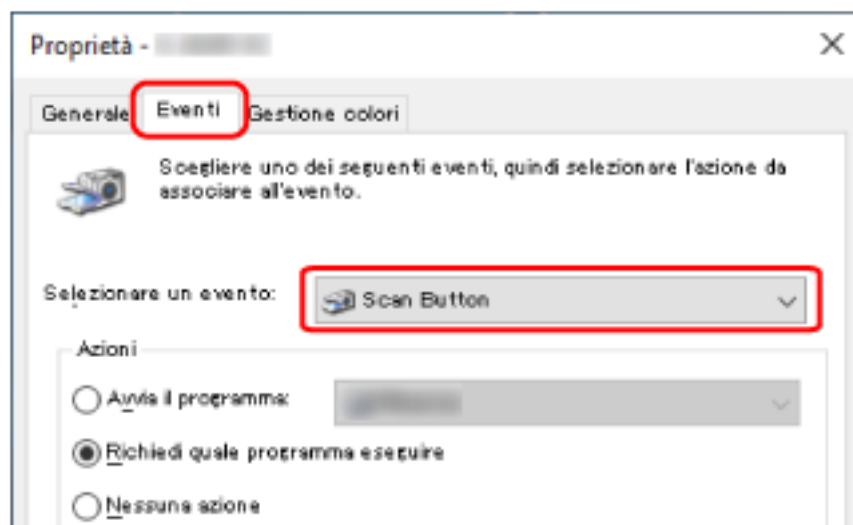 Proprietà -
Generale Eventi Gestione colori
Scegliere uno dei seguenti eventi, quindi selezionare l'azione da
associare all'evento.
Selezionare un evento: Scan Button
Azioni
Avvia il programma:
Richiedi quale programma eseguire
Nessuna azione